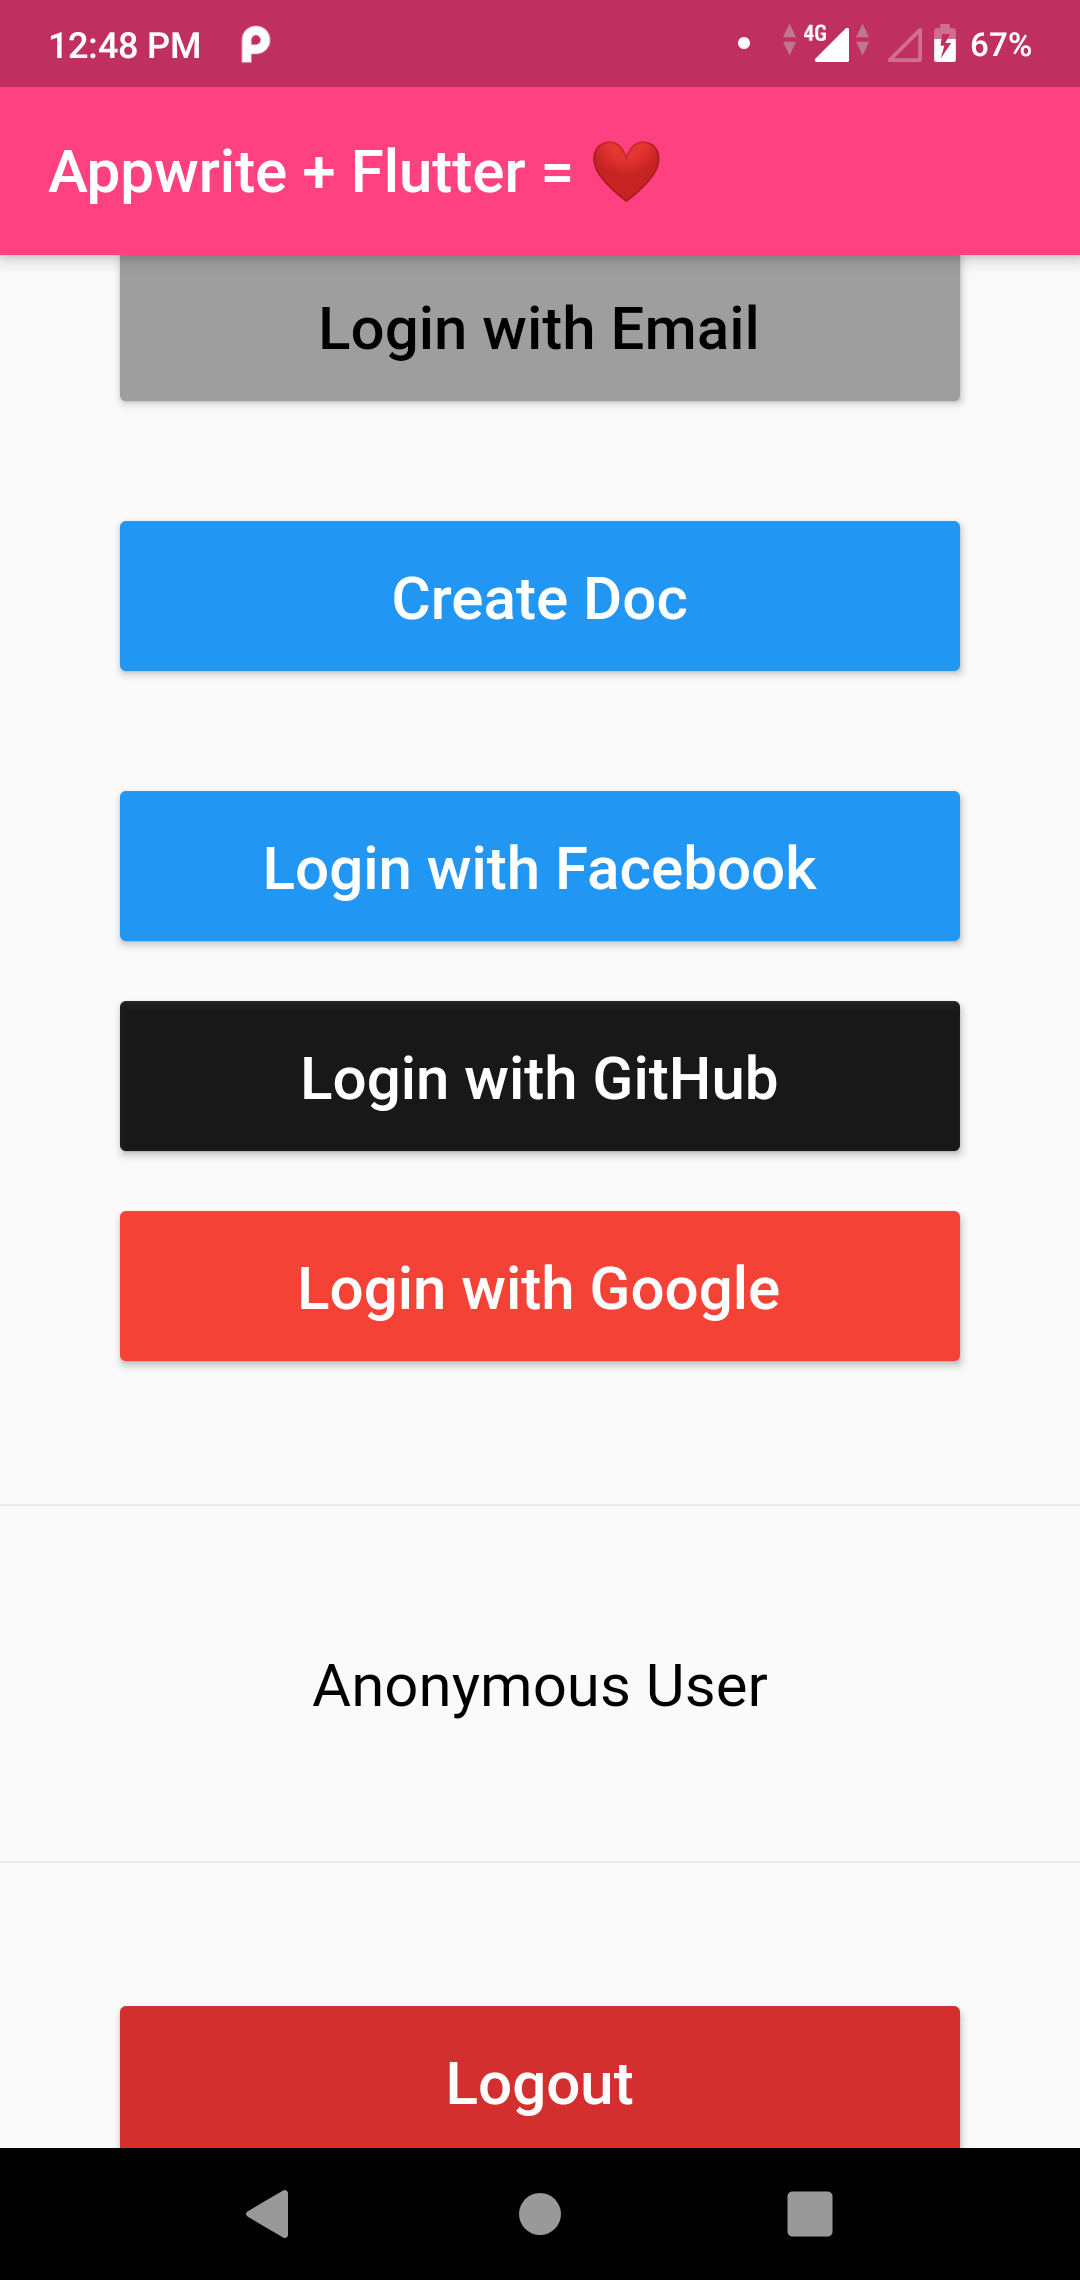 12:48 PM
4G
67%
Appwrite + Flutter = ❤️
Login with Email
Create Doc
Login with Facebook
Login with GitHub
Login with Google
Anonymous User
Logout